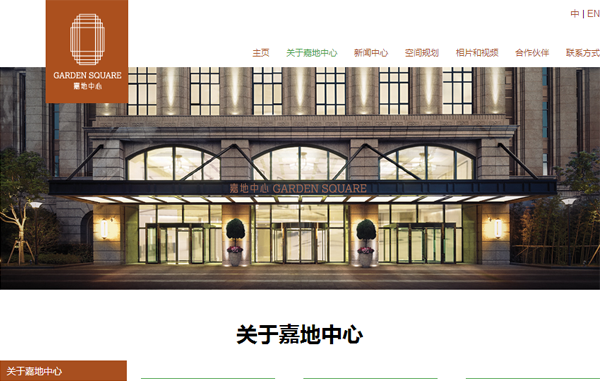 中 | EN
GARDEN SQUARE
嘉地中心
主页 关于嘉地中心 新闻中心 空间规划 相片和视频 合作伙伴 联系方式
嘉地中心 GARDEN SQUARE
关于嘉地中心
关于嘉地中心